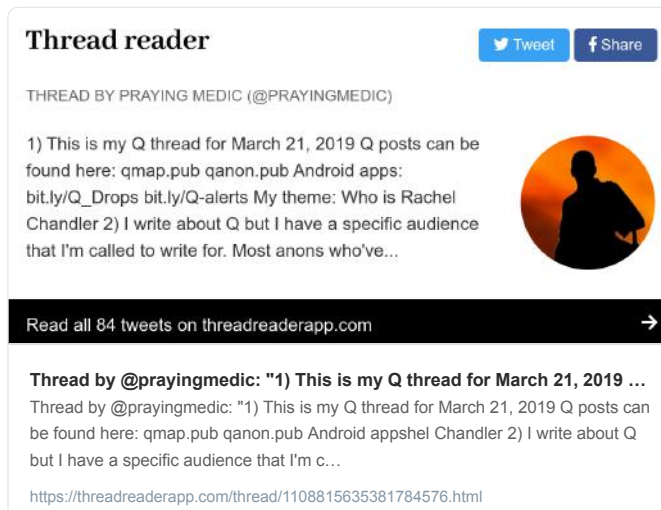 Thread reader
Tweet
Share
THREAD BY PRAYING MEDIC (@PRAYINGMEDIC)
1) This is my Q thread for March 21, 2019 Q posts can be
found here: qmap.pub qanon.pub Android apps:
bit.ly/Q_Drops bit.ly/Q-alerts My theme: Who is Rachel
Chandler 2) I write about Q but I have a specific audience
that I'm called to write for. Most anons who've...
Read all 84 tweets on threadreaderapp.com
Thread by @prayingmedic: "1) This is my Q thread for March 21, 2019 ...
Thread by @prayingmedic: "1) This is my Q thread for March 21, 2019 Q posts can
be found here: qmap.pub qanon.pub Android appshel Chandler 2) I write about Q
but I have a specific audience that I'm c…
https://threadreaderapp.com/thread/1108815635381784576.html